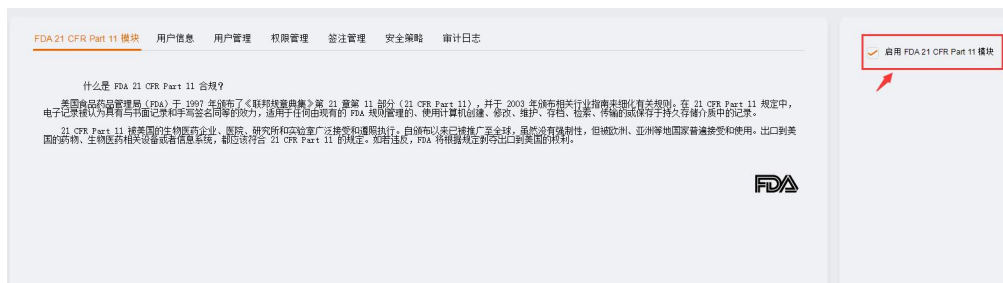 FDA 21 CFR Part 11 模块 用户信息 用户管理 权限管理 签注管理 安全策略 审计日志
启用 FDA 21 CFR Part 11 模块
什么是 FDA 21 CFR Part 11 合规?
美国食品药品管理局（FDA）于 1997 年颁布了《联邦规章典集》第 21 章第 11 部分（21 CFR Part 11），并于 2003 年颁布相关行业指南来细化有关规则。在 21 CFR Part 11 规定中，
电子记录被认为具有与书面记录和手写签名同等的效力，适用于任何由现有的 FDA 规则管理的、使用计算机创建、修改、维护、存档、检索、传输的或保存于持久存储介质中的记录。
21 CFR Part 11 被美国的生物医药企业、医院、研究所和实验室广泛接受和遵照执行。自颁布以来已被推广至全球，虽然没有强制性，但被欧洲、亚洲等地国家普遍接受和使用。出口到美
国的药物、生物医药相关设备或者信息系统，都应该符合 21 CFR Part 11 的规定。如若违反，FDA 将根据规定剥夺出口到美国的权利。
FDA